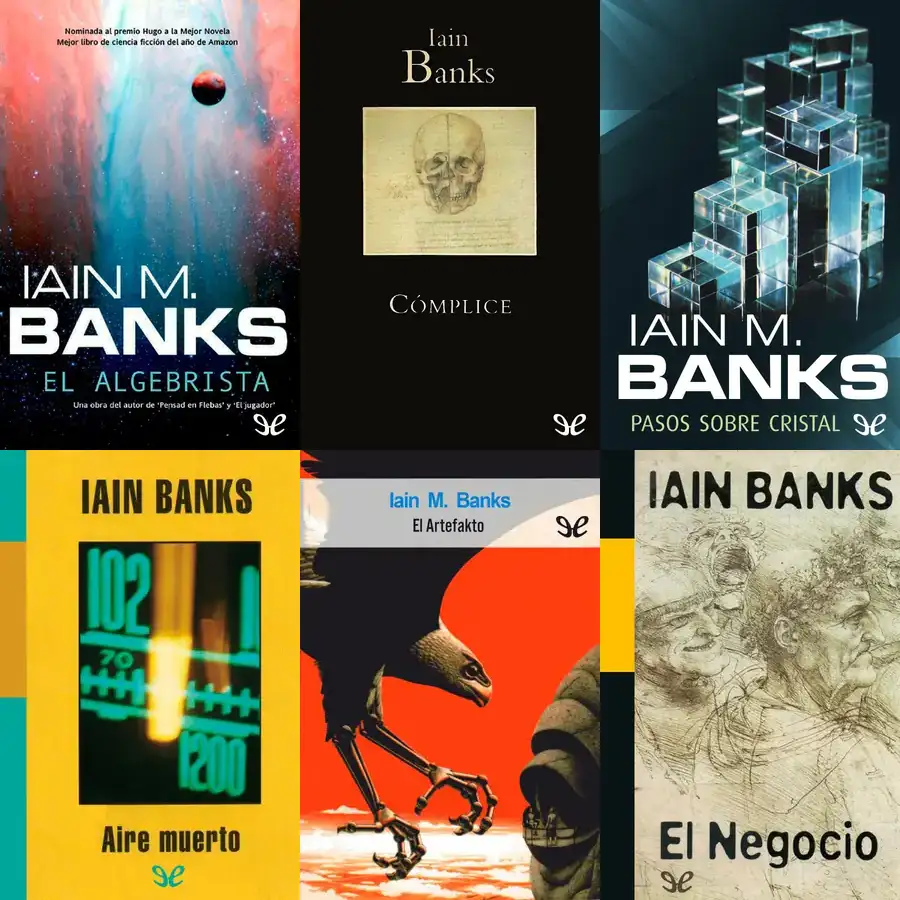 Nominada al premio Hugo a la Mejor Novela
Mejor libro de ciencia ficción del año de Amazon
IAIN M.
BANKS
EL ALGEBRISTA
Una obra del autor de 'Pensad en Flebas' y 'El jugador'
Iain
Banks
CÓMPLICE
IAIN M.
BANKS
PASOS SOBRE CRISTAL
IAIN BANKS
102
70
1200
Aire muerto
Iain M. Banks
El Artefakto
IAIN BANKS
El Negocio